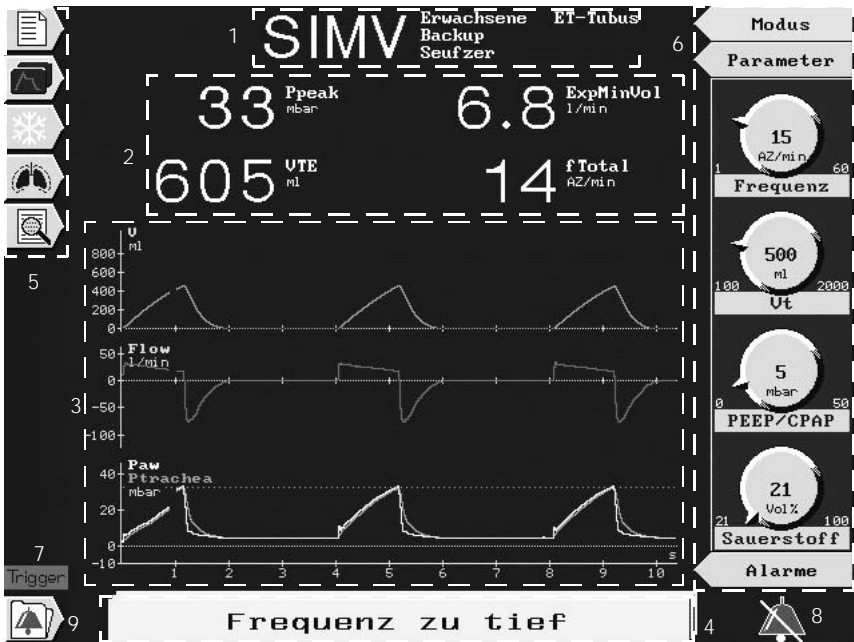 1
SIMV
Erwachsene ET-Tubus
Backup
Seufzer
6
Modus
Parameter
2
33 Ppeak
mbar
6.8 ExpMinVol
l/min
605 VTE
ml
14 fTotal
AZ/min
15
AZ/min
1 60
Frequenz
500
ml
100 2000
Vt
5
mbar
0 50
PEEP/CPAP
21
Vol%
21 100
Sauerstoff
Alarme
5
3
V
ml
800
600
400
200
0
Flow
l/min
50
0
-50
-100
Paw
Ptrachea
mbar
40
20
0
-10
s
1 2 3 4 5 6 7 8 9 10
7
Trigger
9
Frequenz zu tief
4
8